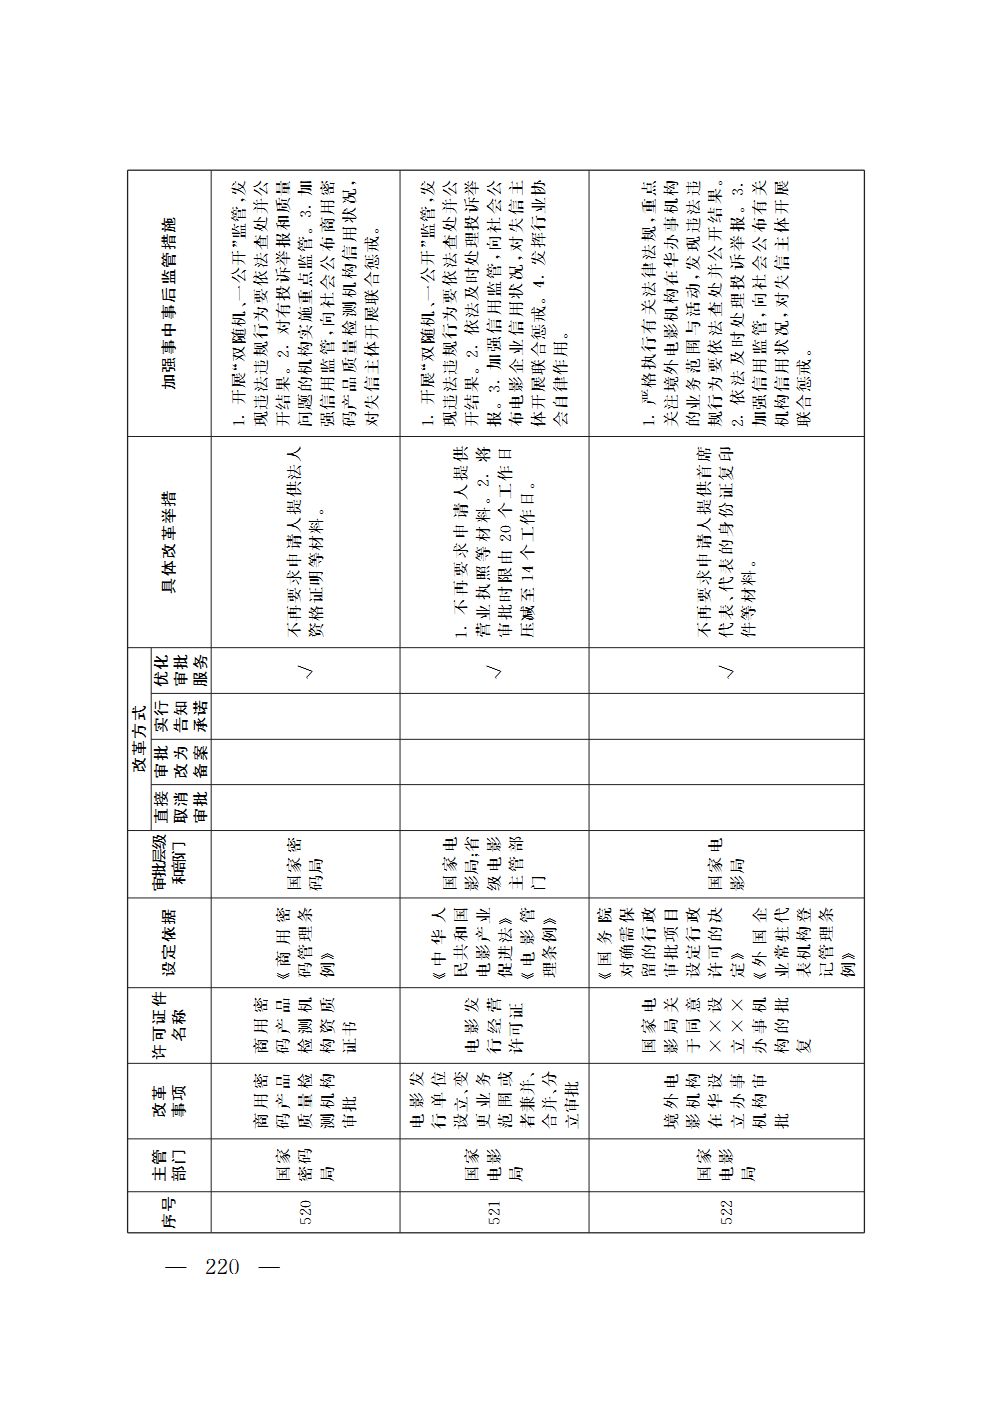 序号
主管
部门
改革
事项
许可证件
名称
设定依据
审批层级
和部门
改革方式
直接
取消
审批
审批
改为
备案
实行
告知
承诺
优化
审批
服务
具体改革举措
加强事中事后监管措施
520
国家
密码
局
商用密
码产品
质量检
测机构
审批
商用密
码产品
检测机
构资质
证书
《商用密
码管理条
例》
国家密
码局
√
不再要求申请人提供法人
资格证明等材料。
1. 开展“双随机、一公开”监管,发
现违法违规行为要依法查处并公
开结果。2. 对有投诉举报和质量
问题的机构实施重点监管。3. 加
强信用监管,向社会公布商用密
码产品质量检测机构信用状况,
对失信主体开展联合惩戒。
521
国家
电影
局
电影发
行单位
设立、变
更业务
范围或
者兼并、
合并、分
立审批
电影发
行经营
许可证
《中华人
民共和国
电影产业
促进法》
《电影管
理条例》
国家电
影局;省
级电影
主管部
门
√
1. 不再要求申请人提供
营业执照等材料。2. 将
审批时限由 20 个工作日
压减至 14 个工作日。
1. 开展“双随机、一公开”监管,发
现违法违规行为要依法查处并公
开结果。2. 依法及时处理投诉举
报。3. 加强信用监管,向社会公
布电影企业信用状况,对失信主
体开展联合惩戒。4. 发挥行业协
会自律作用。
522
国家
电影
局
境外电
影机构
在华设
立办事
机构审
批
国家电
影局关
于同意
××设
立×××
办事机
构的批
复
《国务院
对确需保
留的行政
审批项目
设定行政
许可的决
定》
《外国企
业常驻代
表机构登
记管理条
例》
国家电
影局
√
不再要求申请人提供首席
代表、代表的身份证复印
件等材料。
1. 严格执行有关法律法规,重点
关注境外电影机构在华办事机构
的业务范围与活动,发现违法违
规行为要依法查处并公开结果。
2. 依法及时处理投诉举报。3.
加强信用监管,向社会公布有关
机构信用状况,对失信主体开展
联合惩戒。
— 220 —